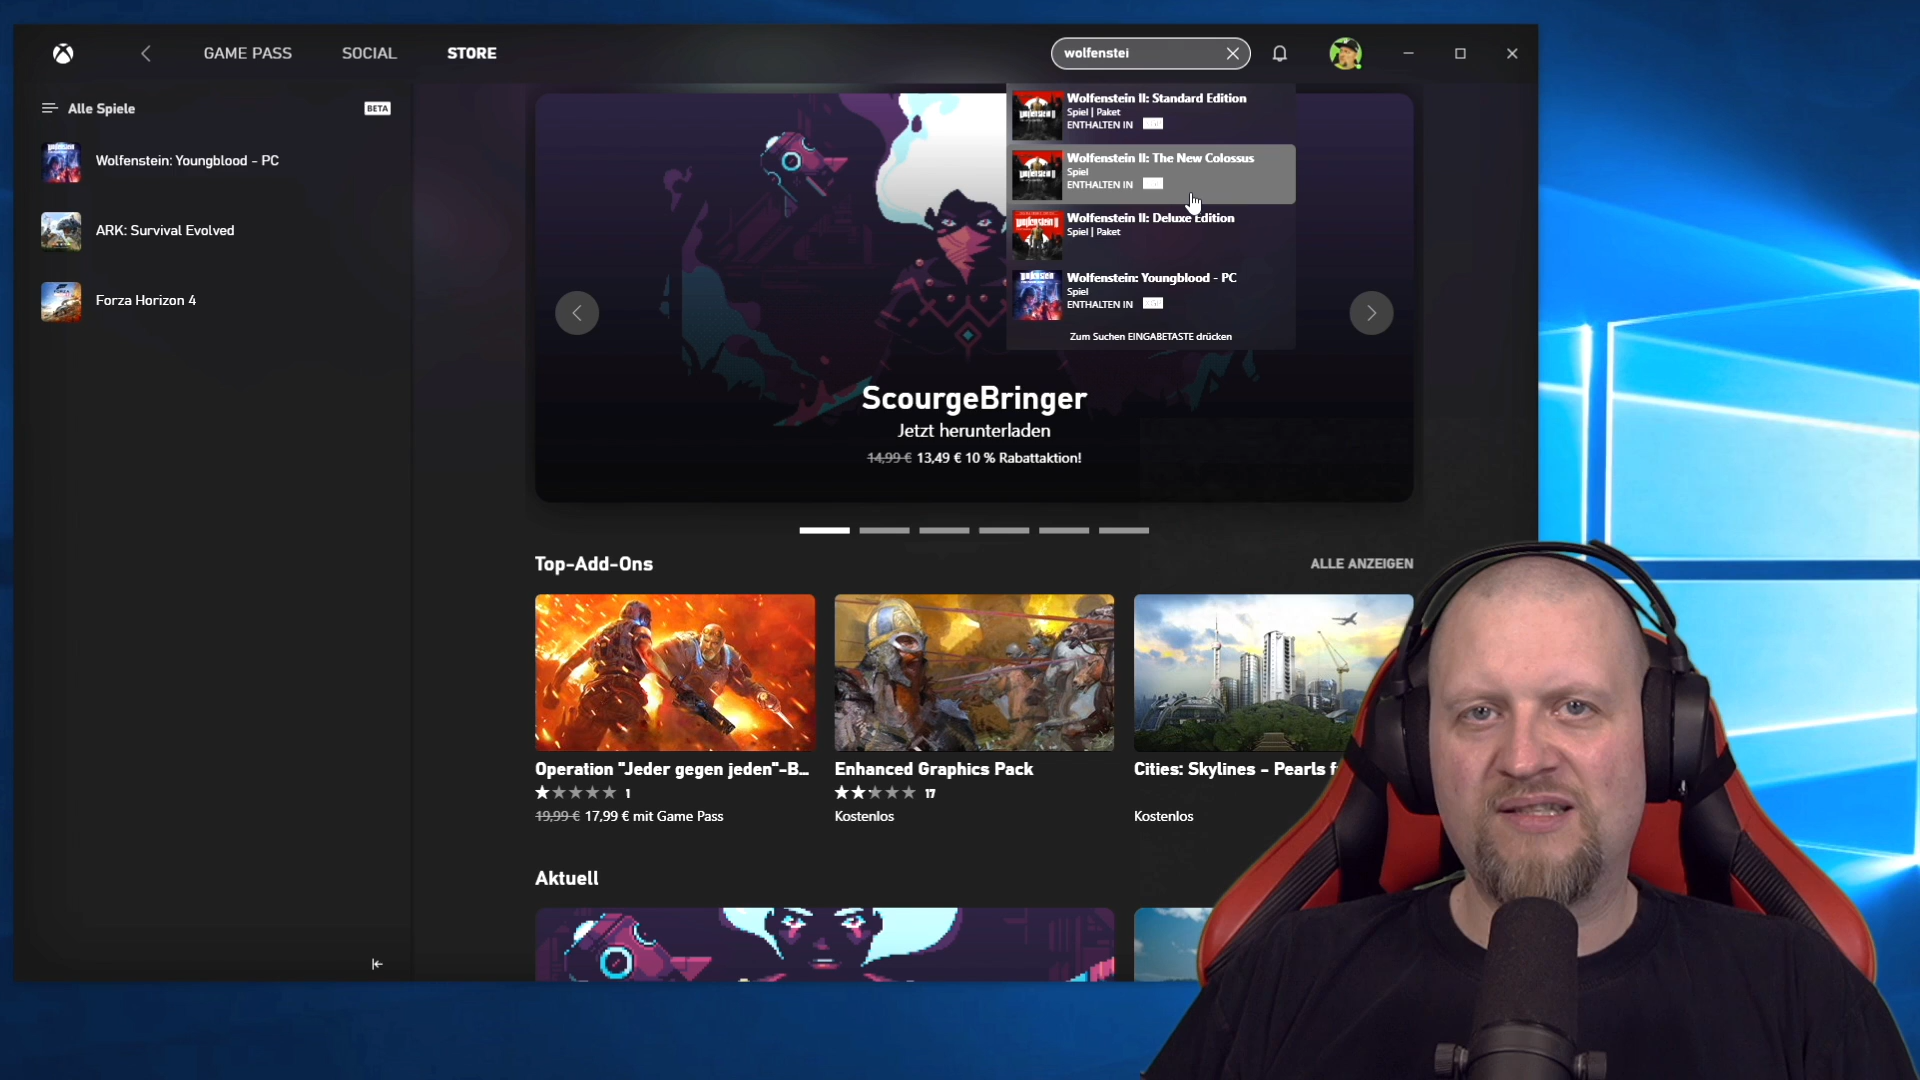 GAME PASS
SOCIAL
STORE
wolfenstei
Alle Spiele
BETA
Wolfenstein: Youngblood - PC
ARK: Survival Evolved
Forza Horizon 4
Wolfenstein II: Standard Edition
Spiel | Paket
ENTHALTEN IN
Wolfenstein II: The New Colossus
Spiel
ENTHALTEN IN
Wolfenstein II: Deluxe Edition
Spiel | Paket
Wolfenstein: Youngblood - PC
Spiel
ENTHALTEN IN
Zum Suchen EINGABETASTE drücken
ScourgeBringer
Jetzt herunterladen
14,99 € 13,49 € 10 % Rabattaktion!
Top-Add-Ons
ALLE ANZEIGEN
Operation "Jeder gegen jeden"-B...
1
19,99 € 17,99 € mit Game Pass
Enhanced Graphics Pack
17
Kostenlos
Cities: Skylines - Pearls f
Kostenlos
Aktuell